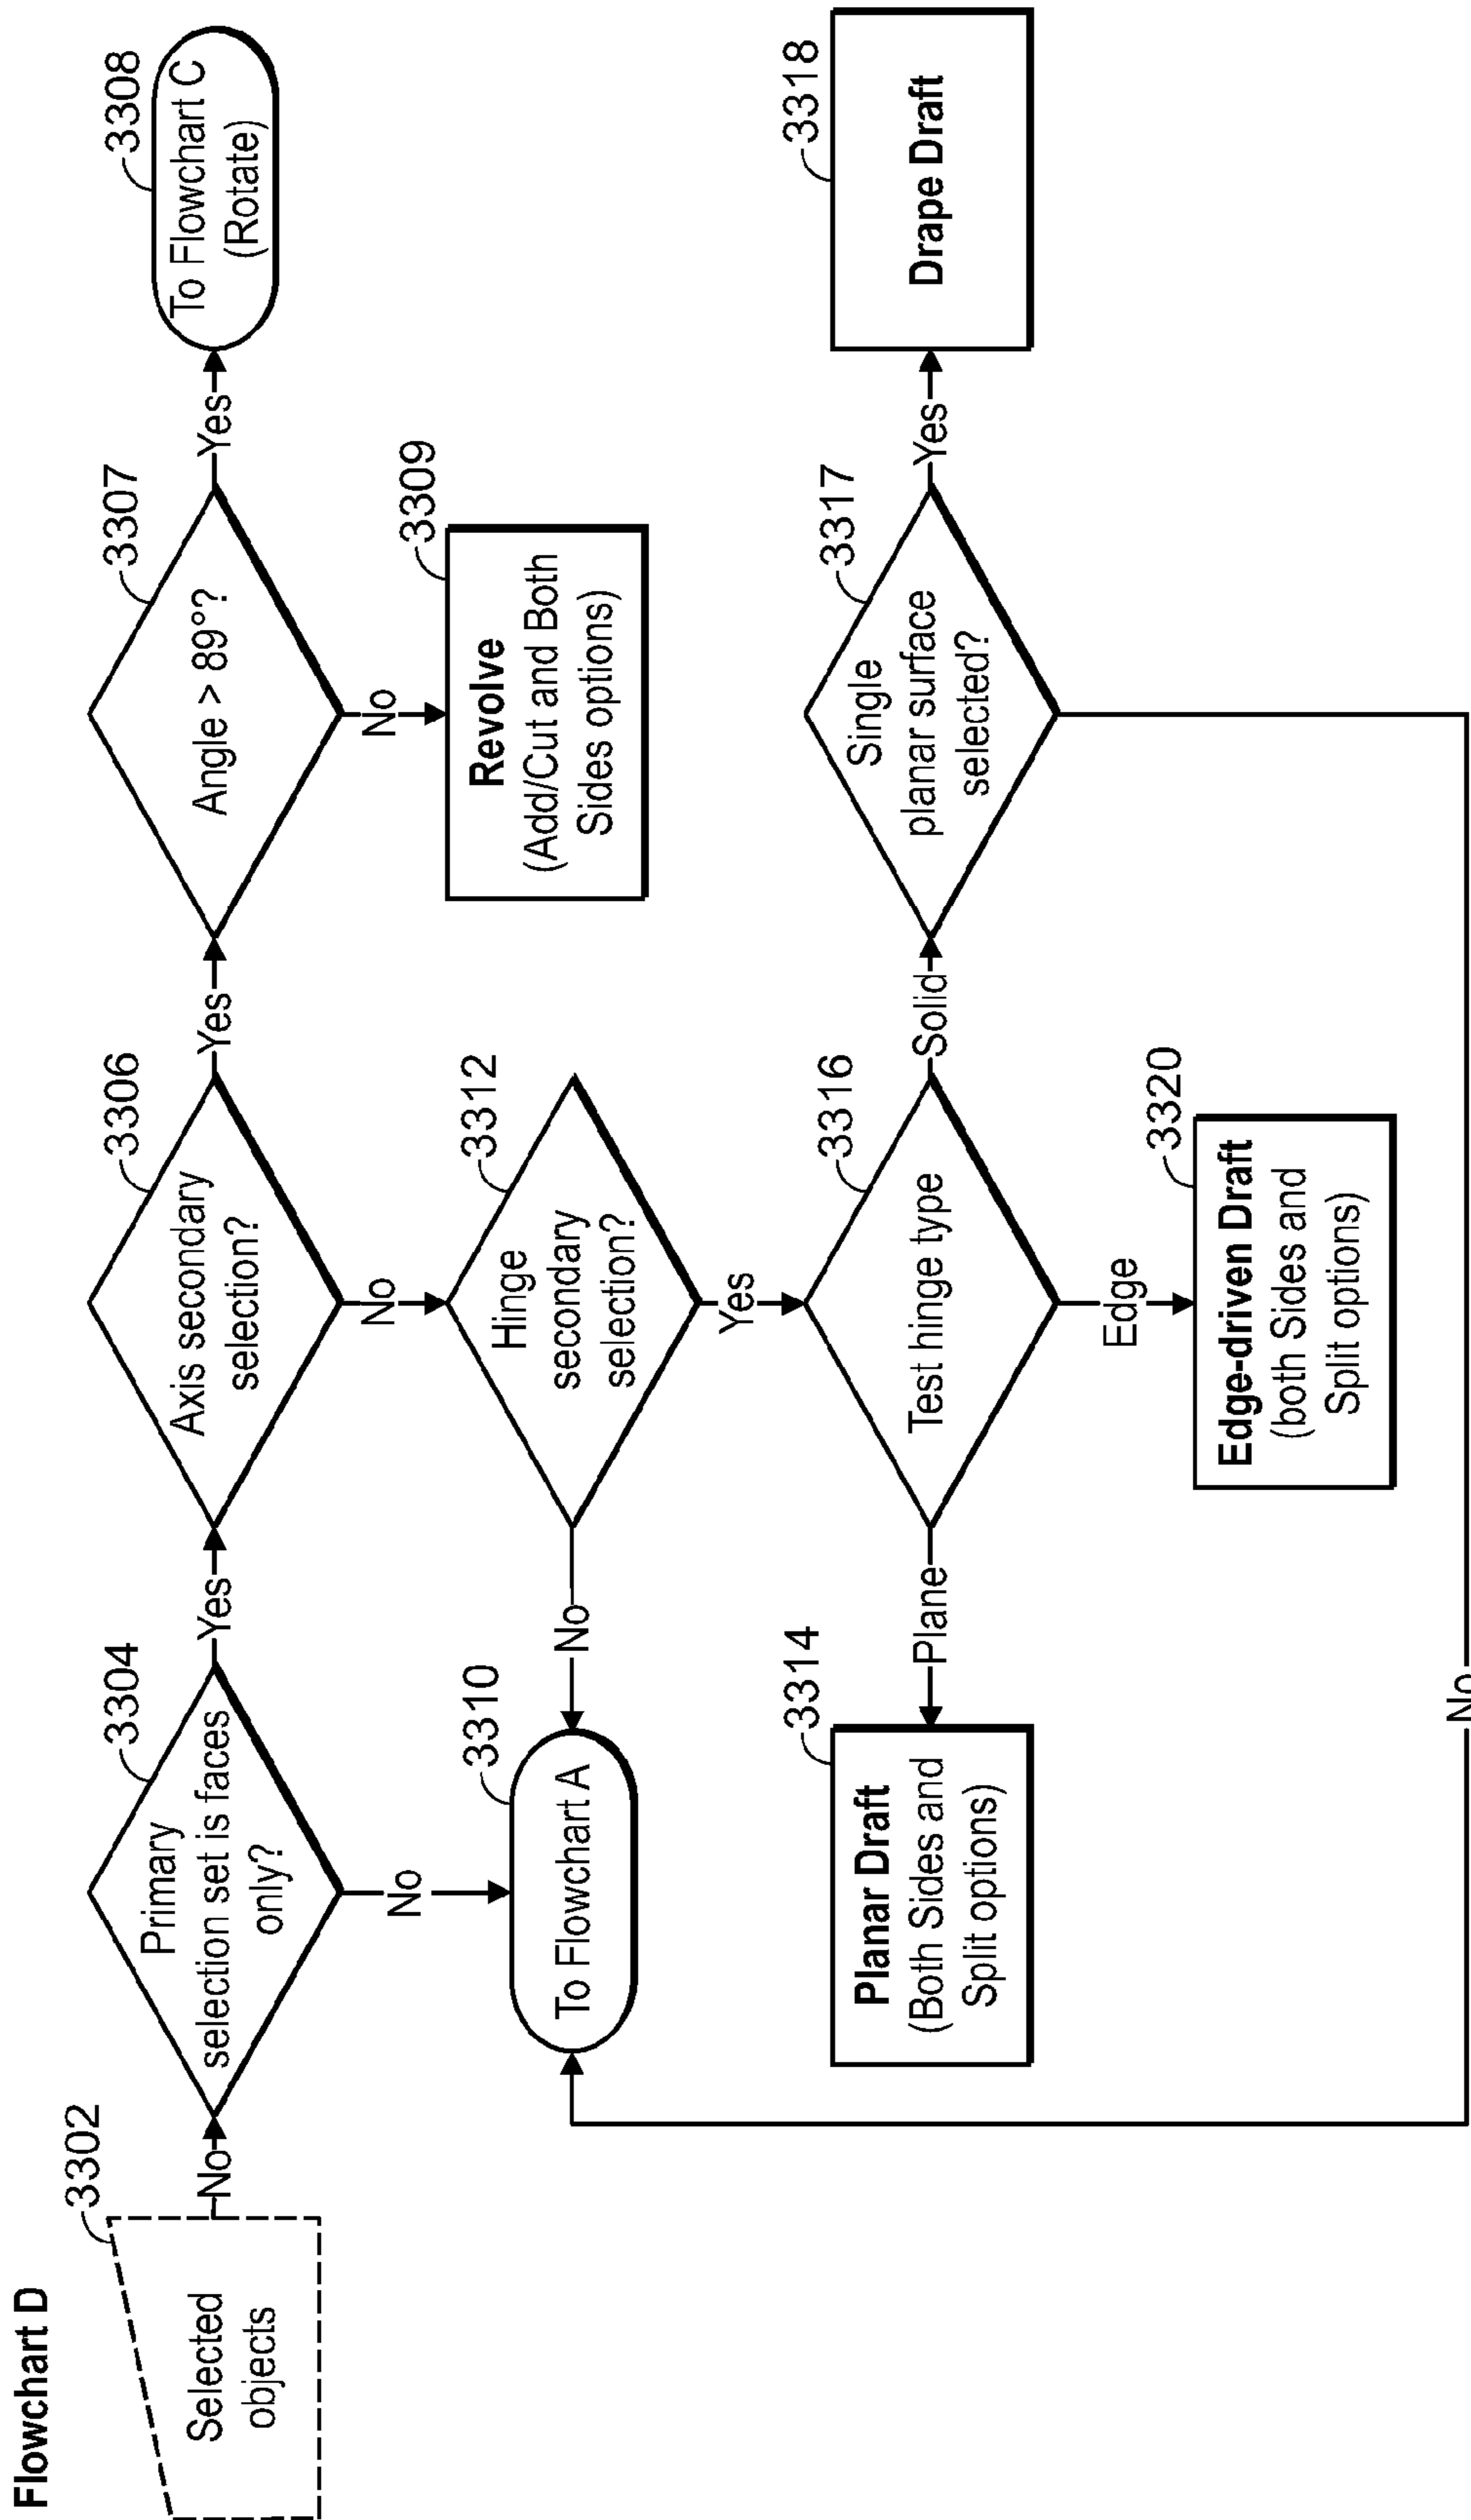 Flowchart D
3302
Selected
objects
No
3304
Primary
selection set is faces
only?
Yes
No
3306
Axis secondary
selection?
Yes
No
3307
Angle > 89°?
Yes
No
3308
To Flowchart C
(Rotate)
3309
Revolve
(Add/Cut and Both
Sides options)
3310
To Flowchart A
No
3312
Hinge
secondary
selection?
Yes
3314
Planar Draft
(Both Sides and
Split options)
Plane
3316
Test hinge type
Solid
Edge
3317
Single
planar surface
selected?
Yes
3318
Drape Draft
3320
Edge-driven Draft
(both Sides and
Split options)
No